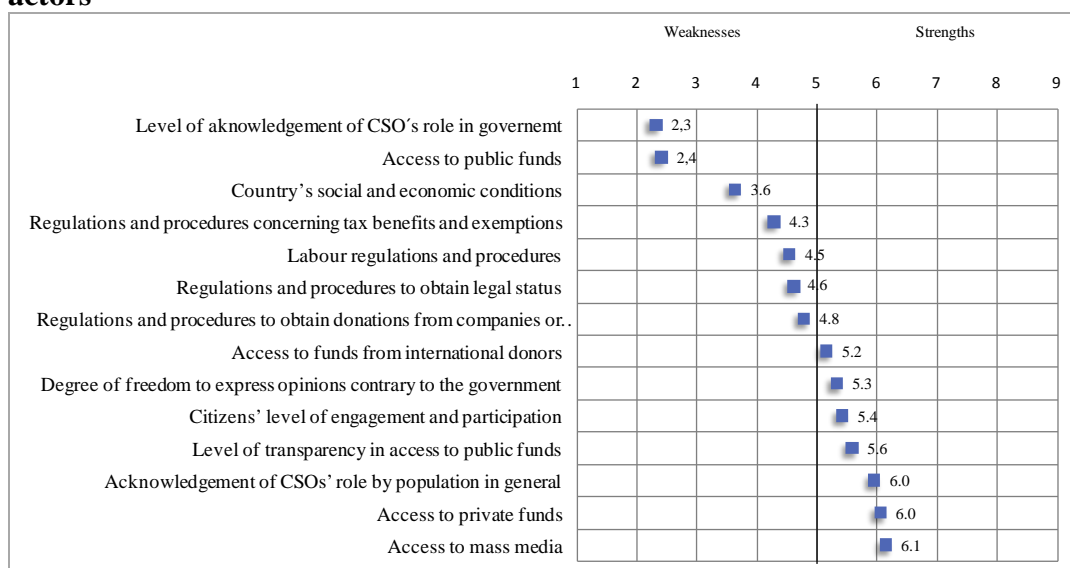 actors
Weaknesses Strengths
1 2 3 4 5 6 7 8 9
Level of aknowledgement of CSO´s role in governemt 2,3
Access to public funds 2,4
Country’s social and economic conditions 3.6
Regulations and procedures concerning tax benefits and exemptions 4.3
Labour regulations and procedures 4.5
Regulations and procedures to obtain legal status 4.6
Regulations and procedures to obtain donations from companies or.. 4.8
Access to funds from international donors 5.2
Degree of freedom to express opinions contrary to the government 5.3
Citizens’ level of engagement and participation 5.4
Level of transparency in access to public funds 5.6
Acknowledgement of CSOs’ role by population in general 6.0
Access to private funds 6.0
Access to mass media 6.1